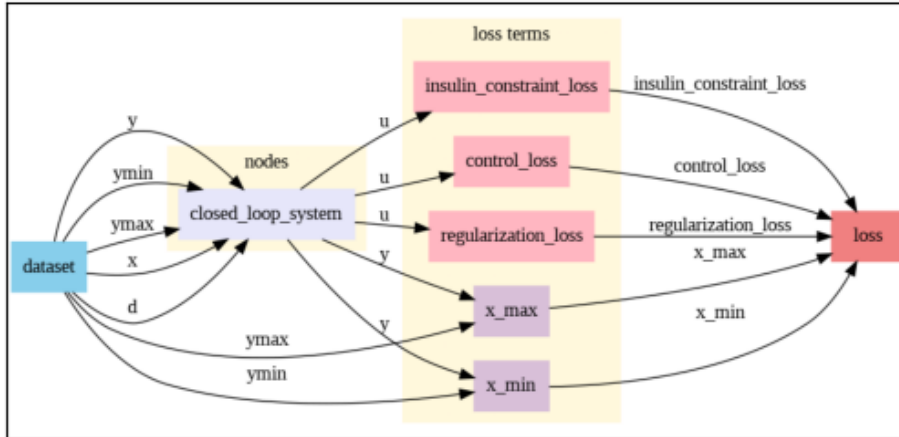 loss terms
insulin_constraint_loss
insulin_constraint_loss
y
u
nodes
control_loss
control_loss
ymin
u
closed_loop_system
ymax
u
regularization_loss
regularization_loss
loss
dataset
x
y
x_max
d
x_max
x_min
ymax
y
ymin
x_min